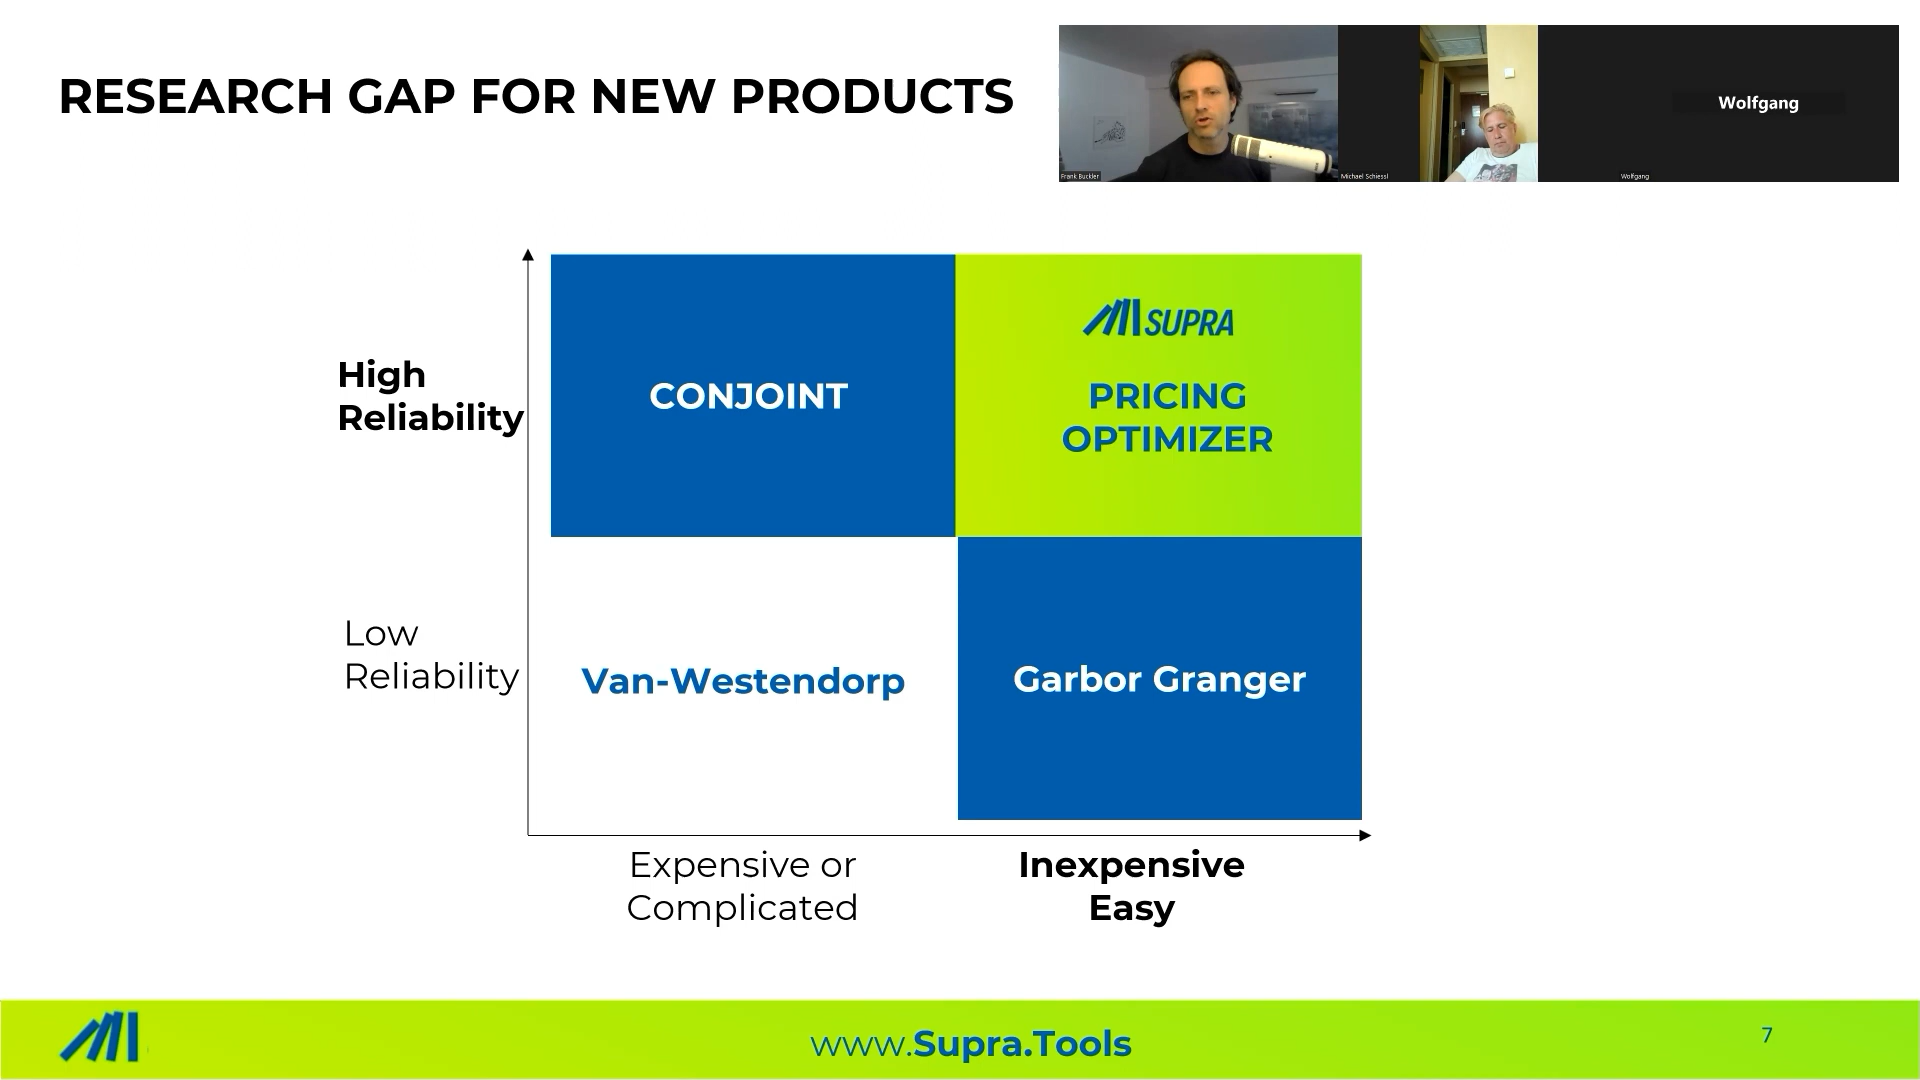 RESEARCH GAP FOR NEW PRODUCTS
Frank Buckler
Michael Schiessl
Wolfgang
Wolfgang
High
Reliability
CONJOINT
SUPRA
PRICING
OPTIMIZER
Low
Reliability
Van-Westendorp
Garbor Granger
Expensive or
Complicated
Inexpensive
Easy
www.Supra.Tools
7